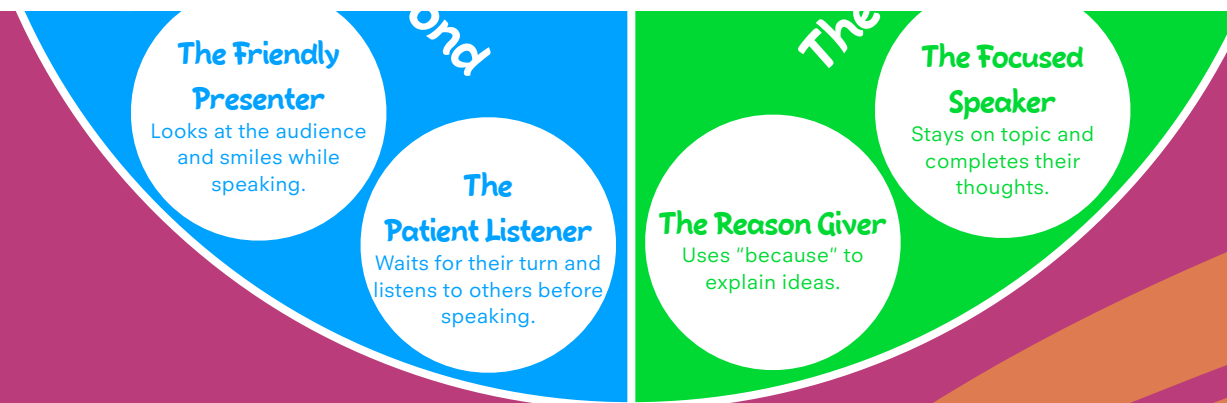 ond
The Friendly
Presenter
Looks at the audience
and smiles while
speaking.
The
Patient Listener
Waits for their turn and
listens to others before
speaking.
The
The Reason Giver
Uses "because" to
explain ideas.
The Focused
Speaker
Stays on topic and
completes their
thoughts.